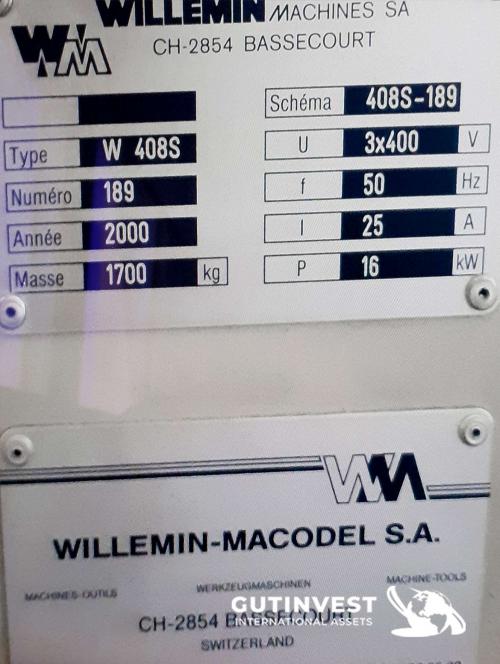 WILLEMIN MACHINES SA
WM
CH-2854 BASSECOURT
Schéma 408S-189
Type W 408S
U 3x400 V
Numéro 189
f 50 Hz
Année 2000
I 25 A
Masse 1700 kg
P 16 kW
WM
WILLEMIN-MACODEL S.A.
MACHINES-OUTILS WERKZEUGMASCHINEN MACHINE-TOOLS
CH-2854 BASSECOURT
SWITZERLAND
GUTINVEST
INTERNATIONAL ASSETS